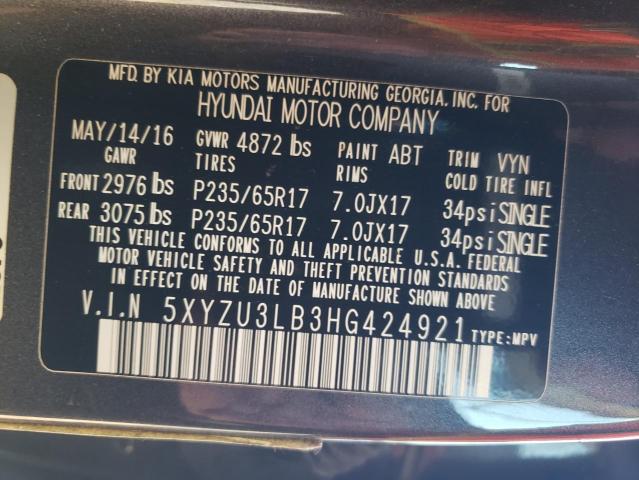 MFD. BY KIA MOTORS MANUFACTURING GEORGIA, INC. FOR
HYUNDAI MOTOR COMPANY
MAY/14/16 GVWR 4872 lbs PAINT ABT TRIM VYN
GAWR TIRES RIMS COLD TIRE INFL
FRONT 2976 lbs P235/65R17 7.0JX17 34psi SINGLE
REAR 3075 lbs P235/65R17 7.0JX17 34psi SINGLE
THIS VEHICLE CONFORMS TO ALL APPLICABLE U.S.A. FEDERAL
MOTOR VEHICLE SAFETY AND THEFT PREVENTION STANDARDS
IN EFFECT ON THE DATE OF MANUFACTURE SHOWN ABOVE.
V.I.N 5XYZU3LB3HG424921 TYPE:MPV